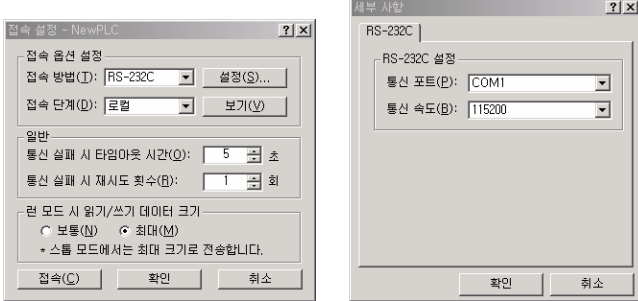 접속 설정 - NewPLC
접속 옵션 설정
접속 방법(T): RS-232C 설정(S)...
접속 단계(D): 로컬 보기(V)
일반
통신 실패 시 타임아웃 시간(O): 5 초
통신 실패 시 재시도 횟수(R): 1 회
런 모드 시 읽기/쓰기 데이터 크기
보통(N) 최대(M)
* 스톱 모드에서는 최대 크기로 전송합니다.
접속(C) 확인 취소
세부 사항
RS-232C
RS-232C 설정
통신 포트(P): COM1
통신 속도(B): 115200
확인 취소